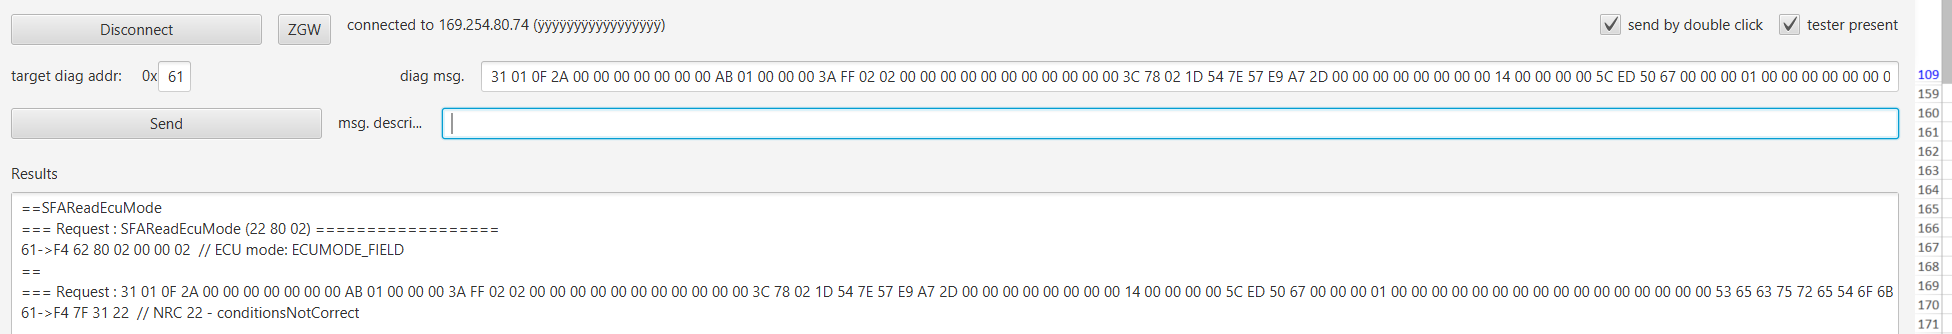 Disconnect ZGW connected to 169.254.80.74 (ÿÿÿÿÿÿÿÿÿÿÿÿÿÿÿÿÿ) send by double click tester present
target diag addr: 0x 61 diag msg. 31 01 0F 2A 00 00 00 00 00 00 00 AB 01 00 00 00 3A FF 02 02 00 00 00 00 00 00 00 00 00 00 00 3C 78 02 1D 54 7E 57 E9 A7 2D 00 00 00 00 00 00 00 00 14 00 00 00 00 5C ED 50 67 00 00 00 01 00 00 00 00 00 00 0
Send msg. descri...
Results
==SFAReadEcuMode
=== Request : SFAReadEcuMode (22 80 02) ==================
61->F4 62 80 02 00 00 02 // ECU mode: ECUMODE_FIELD
==
=== Request : 31 01 0F 2A 00 00 00 00 00 00 00 AB 01 00 00 00 3A FF 02 02 00 00 00 00 00 00 00 00 00 00 00 3C 78 02 1D 54 7E 57 E9 A7 2D 00 00 00 00 00 00 00 00 14 00 00 00 00 5C ED 50 67 00 00 00 01 00 00 00 00 00 00 00 00 00 00 00 00 00 00 00 00 53 65 63 75 72 65 54 6F 6B
61->F4 7F 31 22 // NRC 22 - conditionsNotCorrect
109
159
160
161
162
163
164
165
166
167
168
169
170
171